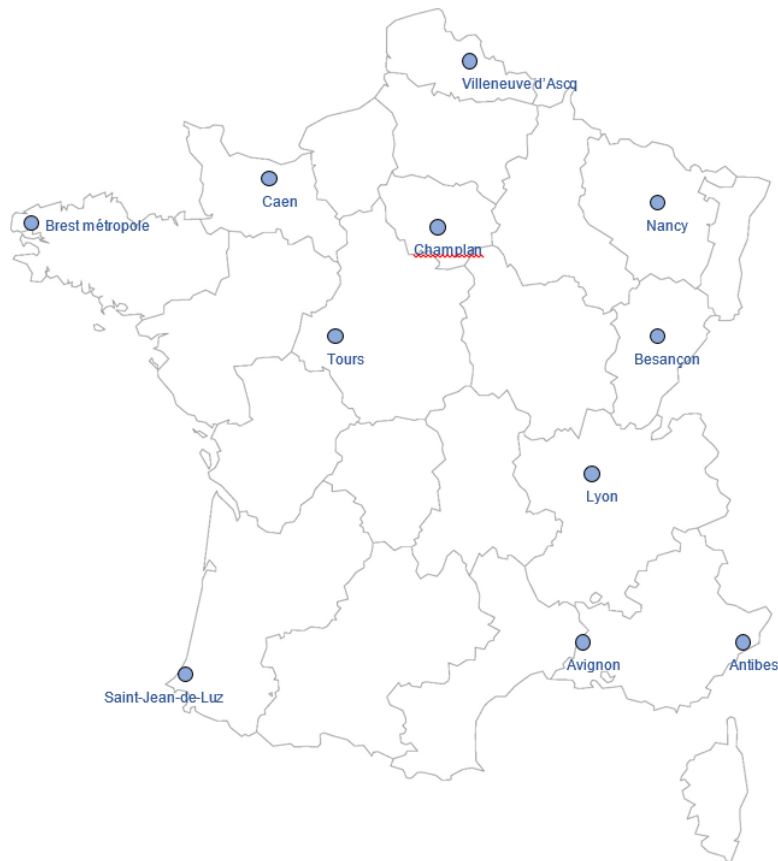 Villeneuve d'Ascq
Caen
Brest métropole
Nancy
Champlan
Tours
Besançon
Lyon
Avignon
Antibes
Saint-Jean-de-Luz